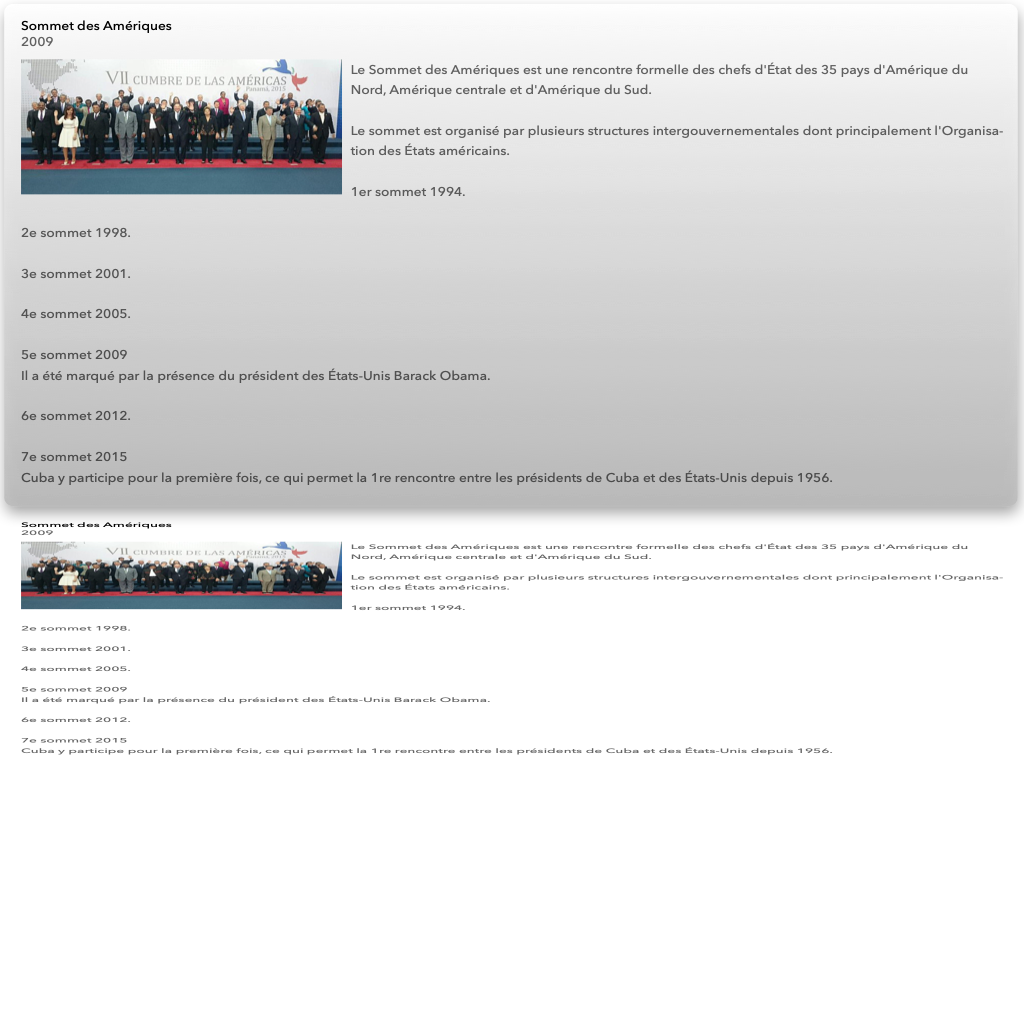 Sommet des Amériques
2009
VII CUMBRE DE LAS AMÉRICAS
Panamá, 2015
Le Sommet des Amériques est une rencontre formelle des chefs d'État des 35 pays d'Amérique du
Nord, Amérique centrale et d'Amérique du Sud.
Le sommet est organisé par plusieurs structures intergouvernementales dont principalement l'Organisa-
tion des États américains.
1er sommet 1994.
2e sommet 1998.
3e sommet 2001.
4e sommet 2005.
5e sommet 2009
Il a été marqué par la présence du président des États-Unis Barack Obama.
6e sommet 2012.
7e sommet 2015
Cuba y participe pour la première fois, ce qui permet la 1re rencontre entre les présidents de Cuba et des États-Unis depuis 1956.
Sommet des Amériques
2009
VII CUMBRE DE LAS AMÉRICAS
Le Sommet des Amériques est une rencontre formelle des chefs d'État des 35 pays d'Amérique du
Nord, Amérique centrale et d'Amérique du Sud.
Le sommet est organisé par plusieurs structures intergouvernementales dont principalement l'Organisa-
tion des États américains.
1er sommet 1994.
2e sommet 1998.
3e sommet 2001.
4e sommet 2005.
5e sommet 2009
Il a été marqué par la présence du président des États-Unis Barack Obama.
6e sommet 2012.
7e sommet 2015
Cuba y participe pour la première fois, ce qui permet la 1re rencontre entre les présidents de Cuba et des États-Unis depuis 1956.